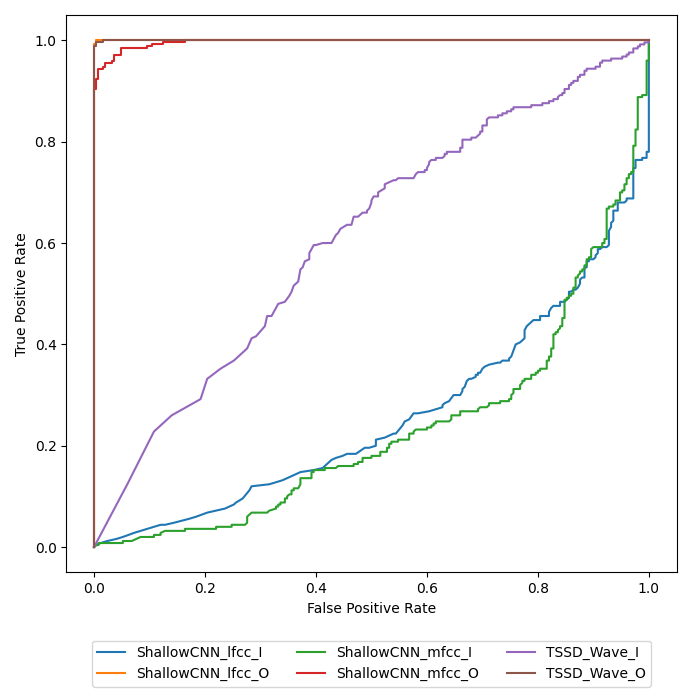 1.0
0.8
0.6
0.4
0.2
0.0
True Positive Rate
0.0 0.2 0.4 0.6 0.8 1.0
False Positive Rate
ShallowCNN_lfcc_I ShallowCNN_mfcc_I TSSD_Wave_I
ShallowCNN_lfcc_O ShallowCNN_mfcc_O TSSD_Wave_O